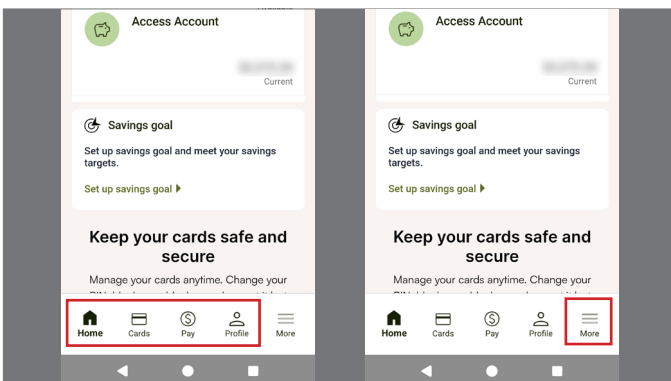 Access Account
Current
Savings goal
Set up savings goal and meet your savings
targets.
Set up savings goal
Keep your cards safe and
secure
Manage your cards anytime. Change your
Home
Cards
Pay
Profile
More
Access Account
Current
Savings goal
Set up savings goal and meet your savings
targets.
Set up savings goal
Keep your cards safe and
secure
Manage your cards anytime. Change your
Home
Cards
Pay
Profile
More